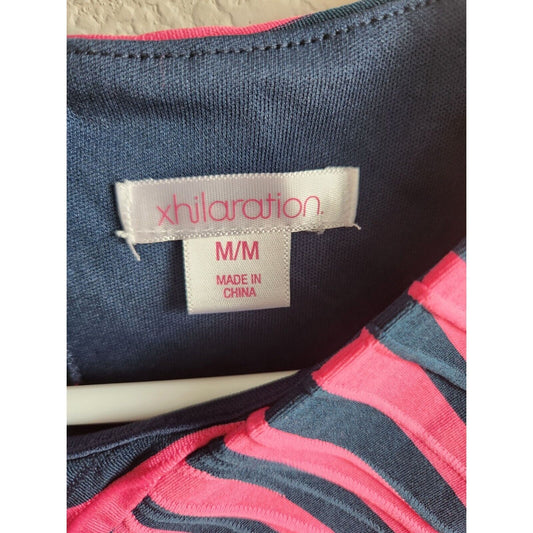 xhilaration.
M/M
MADE IN
CHINA